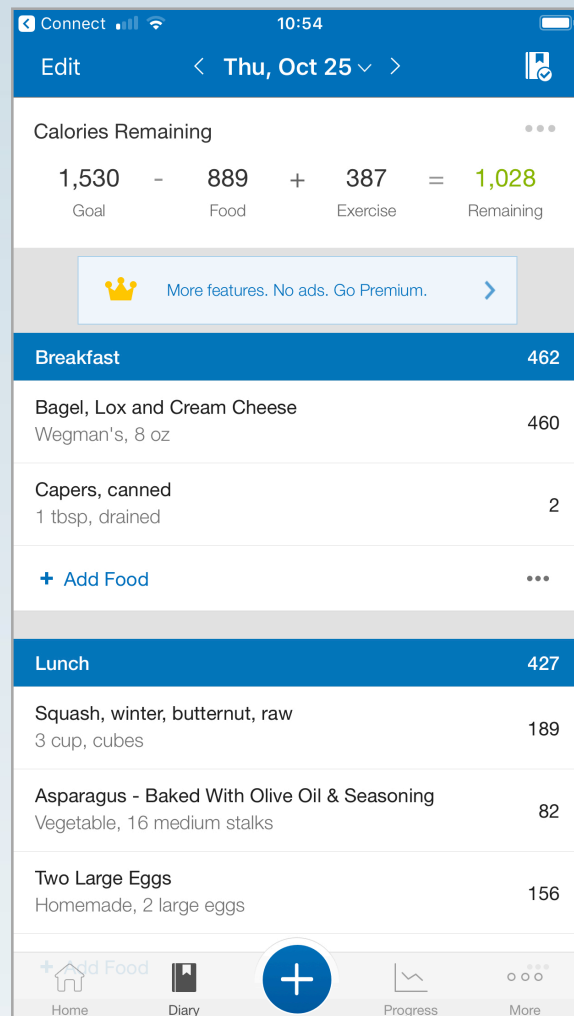 Connect 10:54
Edit < Thu, Oct 25 >
Calories Remaining
1,530 - 889 + 387 = 1,028
Goal Food Exercise Remaining
More features. No ads. Go Premium.
Breakfast 462
Bagel, Lox and Cream Cheese
460
Wegman's, 8 oz
Capers, canned
2
1 tbsp, drained
+ Add Food
Lunch 427
Squash, winter, butternut, raw
189
3 cup, cubes
Asparagus - Baked With Olive Oil & Seasoning
82
Vegetable, 16 medium stalks
Two Large Eggs
156
Homemade, 2 large eggs
+ Add Food
Home Diary + Progress More